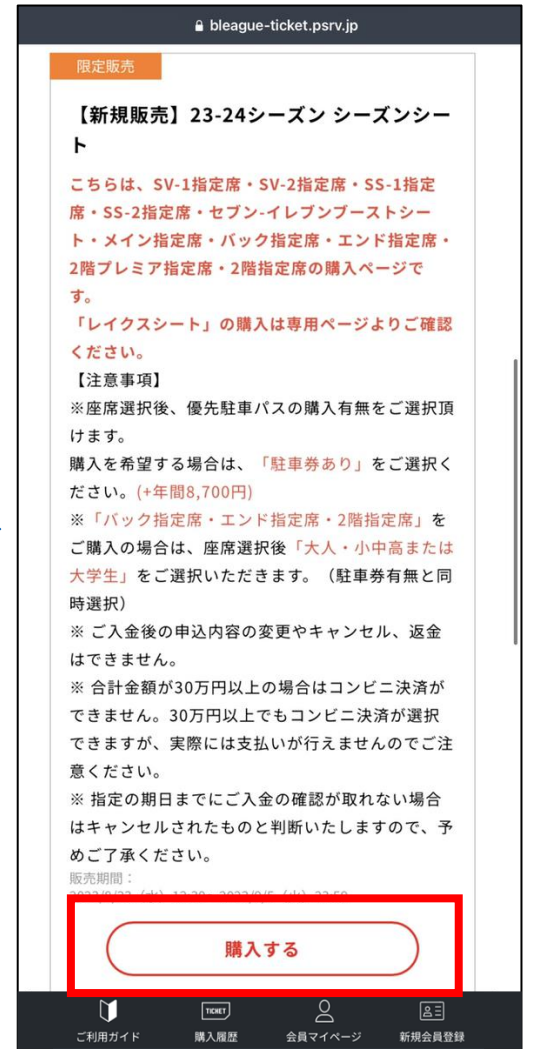 bleague-ticket.psrv.jp
限定販売
【新規販売】23-24シーズン シーズンシー
ト
こちらは、SV-1指定席・SV-2指定席・SS-1指定
席・SS-2指定席・セブン-イレブンブーストシー
ト・メイン指定席・バック指定席・エンド指定席・
2階プレミア指定席・2階指定席の購入ページで
す。
「レイクスシート」の購入は専用ページよりご確認
ください。
【注意事項】
※座席選択後、優先駐車パスの購入有無をご選択頂
けます。
購入を希望する場合は、「駐車券あり」をご選択く
ださい。(+年間8,700円)
※「バック指定席・エンド指定席・2階指定席」を
ご購入の場合は、座席選択後「大人・小中高または
大学生」をご選択いただきます。（駐車券有無と同
時選択）
※ ご入金後の申込内容の変更やキャンセル、返金
はできません。
※ 合計金額が30万円以上の場合はコンビニ決済が
できません。30万円以上でもコンビニ決済が選択
できますが、実際には支払いが行えませんのでご注
意ください。
※ 指定の期日までにご入金の確認が取れない場合
はキャンセルされたものと判断いたしますので、予
めご了承ください。
販売期間：
購入する
TICKET
ご利用ガイド 購入履歴 会員マイページ 新規会員登録